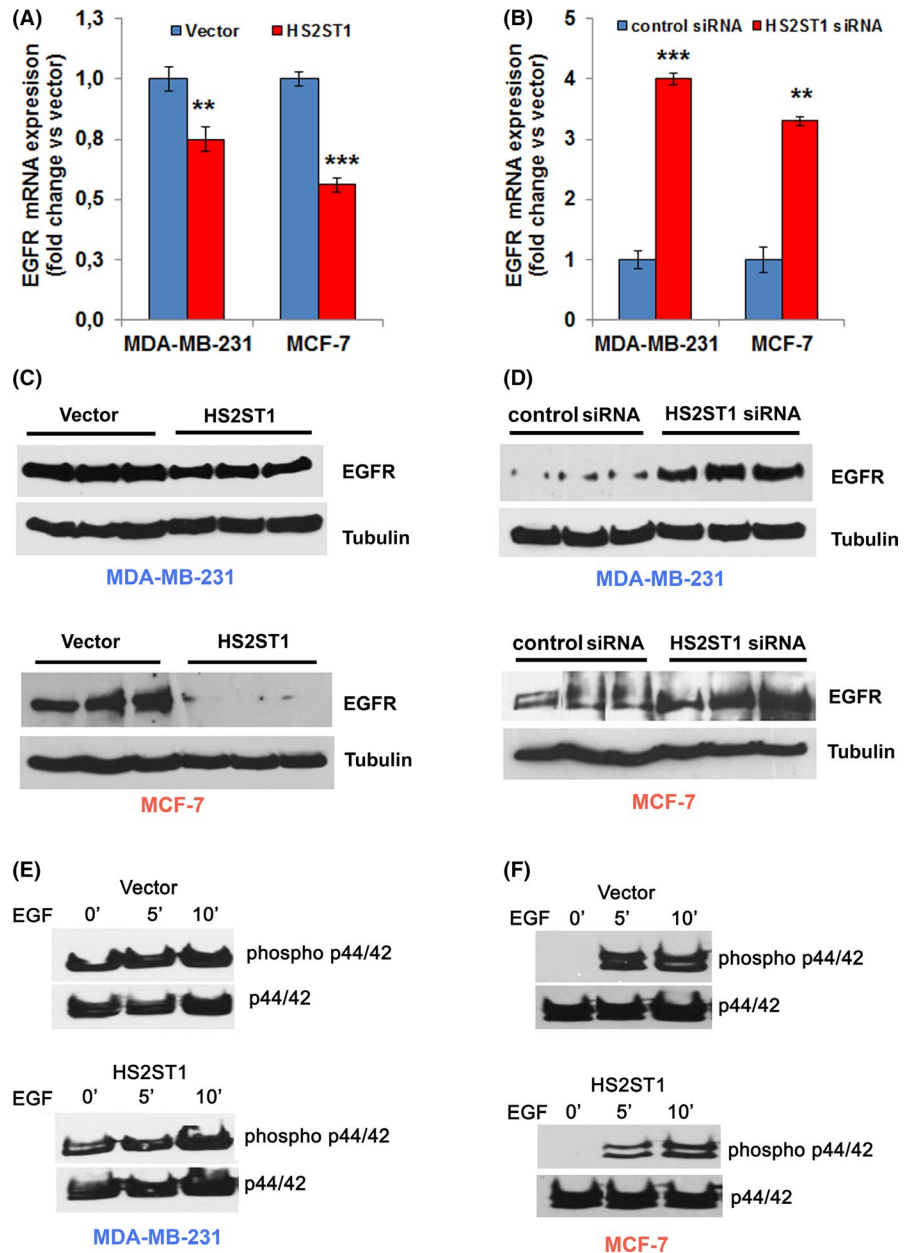 (A)
Vector HS2ST1
EGFR mRNA expresison
(fold change vs vector)
1,3
1,0
0,8
0,5
0,3
0,0
**
***
MDA-MB-231 MCF-7
(B)
control siRNA HS2ST1 siRNA
EGFR mRNA expresison
(fold change vs vector)
5
4
3
2
1
0
***
**
MDA-MB-231 MCF-7
(C)
Vector HS2ST1
EGFR
Tubulin
MDA-MB-231
Vector HS2ST1
EGFR
Tubulin
MCF-7
(D)
control siRNA HS2ST1 siRNA
EGFR
Tubulin
MDA-MB-231
control siRNA HS2ST1 siRNA
EGFR
Tubulin
MCF-7
(E)
Vector
EGF 0’ 5’ 10’
phospho p44/42
p44/42
HS2ST1
EGF 0’ 5’ 10’
phospho p44/42
p44/42
MDA-MB-231
(F)
Vector
EGF 0’ 5’ 10’
phospho p44/42
p44/42
HS2ST1
EGF 0’ 5’ 10’
phospho p44/42
p44/42
MCF-7